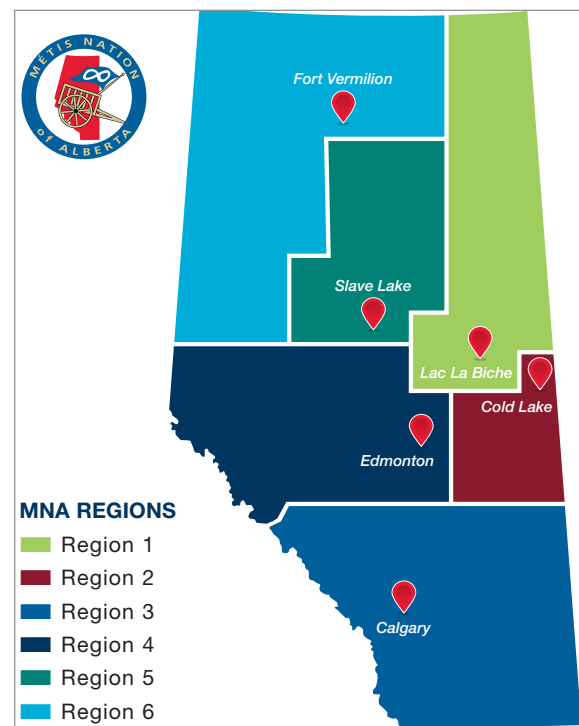 MÉTIS NATION
of ALBERTA
Fort Vermilion
Slave Lake
Lac La Biche
Cold Lake
Edmonton
Calgary
MNA REGIONS
Region 1
Region 2
Region 3
Region 4
Region 5
Region 6